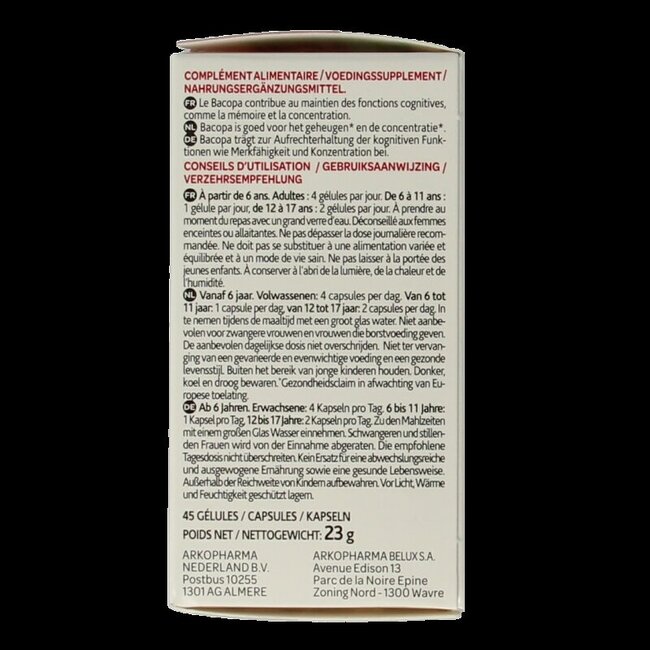 COMPLÉMENT ALIMENTAIRE / VOEDINGSSUPPLEMENT /
NAHRUNGSERGÄNZUNGSMITTEL.
FR Le Bacopa contribue au maintien des fonctions cognitives,
comme la mémoire et la concentration.
NL Bacopa is goed voor het geheugen* en de concentratie*.
DE Bacopa trägt zur Aufrechterhaltung der kognitiven Funk-
tionen wie Merkfähigkeit und Konzentration bei.
CONSEILS D'UTILISATION / GEBRUIKSAANWIJZING /
VERZEHRSEMPFEHLUNG
FR À partir de 6 ans. Adultes : 4 gélules par jour. De 6 à 11 ans :
1 gélule par jour, de 12 à 17 ans : 2 gélules par jour. À prendre au
moment du repas avec un grand verre d'eau. Déconseillé aux femmes
enceintes ou allaitantes. Ne pas dépasser la dose journalière recom-
mandée. Ne doit pas se substituer à une alimentation variée et
équilibrée et à un mode de vie sain. Ne pas laisser à la portée des
jeunes enfants. À conserver à l'abri de la lumière, de la chaleur et de
l'humidité.
NL Vanaf 6 jaar. Volwassenen: 4 capsules per dag. Van 6 tot
11 jaar: 1 capsule per dag, van 12 tot 17 jaar: 2 capsules per dag. In
te nemen tijdens de maaltijd met een groot glas water. Niet aanbe-
volen voor zwangere vrouwen en vrouwen die borstvoeding geven.
De aanbevolen dagelijkse dosis niet overschrijden. Niet ter vervan-
ging van een gevarieerde en evenwichtige voeding en een gezonde
levensstijl. Buiten het bereik van jonge kinderen houden. Donker,
koel en droog bewaren. *Gezondheidsclaim in afwachting van Eu-
ropese toelating.
DE Ab 6 Jahren. Erwachsene: 4 Kapseln pro Tag. 6 bis 11 Jahre:
1 Kapsel pro Tag, 12 bis 17 Jahre: 2 Kapseln pro Tag. Zu den Mahlzeiten
mit einem großen Glas Wasser einnehmen. Schwangeren und stillen-
den Frauen wird von der Einnahme abgeraten. Die empfohlene
Tagesdosis nicht überschreiten. Kein Ersatz für eine abwechslungsreiche
und ausgewogene Ernährung sowie eine gesunde Lebensweise.
Außerhalb der Reichweite von Kindern aufbewahren. Vor Licht, Wärme
und Feuchtigkeit geschützt lagern.
45 GÉLULES / CAPSULES / KAPSELN
POIDS NET / NETTOGEWICHT: 23 g
ARKOPHARMA
NEDERLAND B.V.
Postbus 10255
1301 AG ALMERE
ARKOPHARMA BELUX S.A.
Avenue Edison 13
Parc de la Noire Epine
Zoning Nord - 1300 Wavre